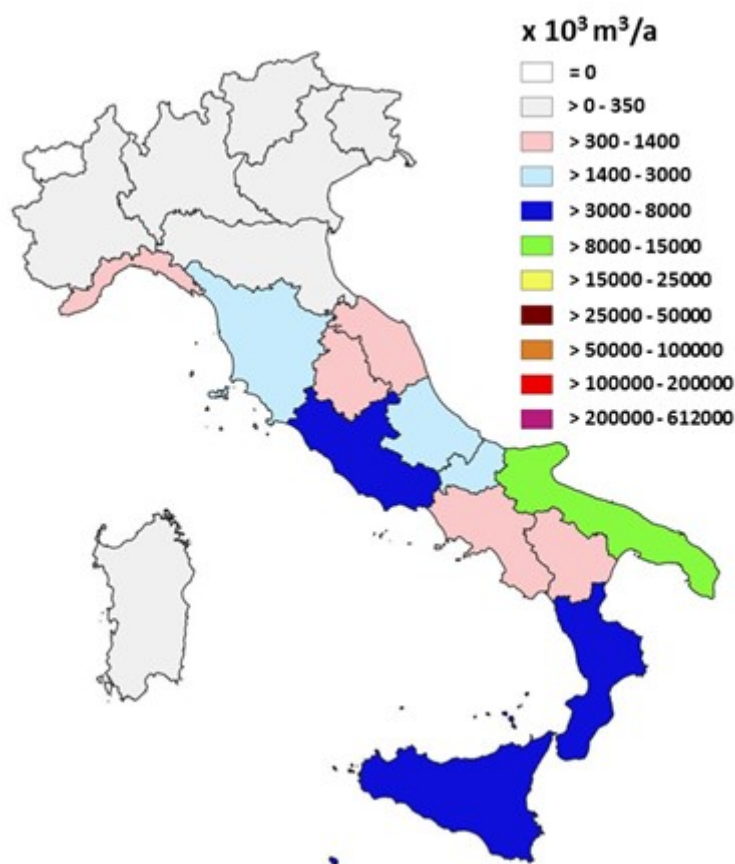 x 10³ m³/a
= 0
> 0 - 350
> 300 - 1400
> 1400 - 3000
> 3000 - 8000
> 8000 - 15000
> 15000 - 25000
> 25000 - 50000
> 50000 - 100000
> 100000 - 200000
> 200000 - 612000